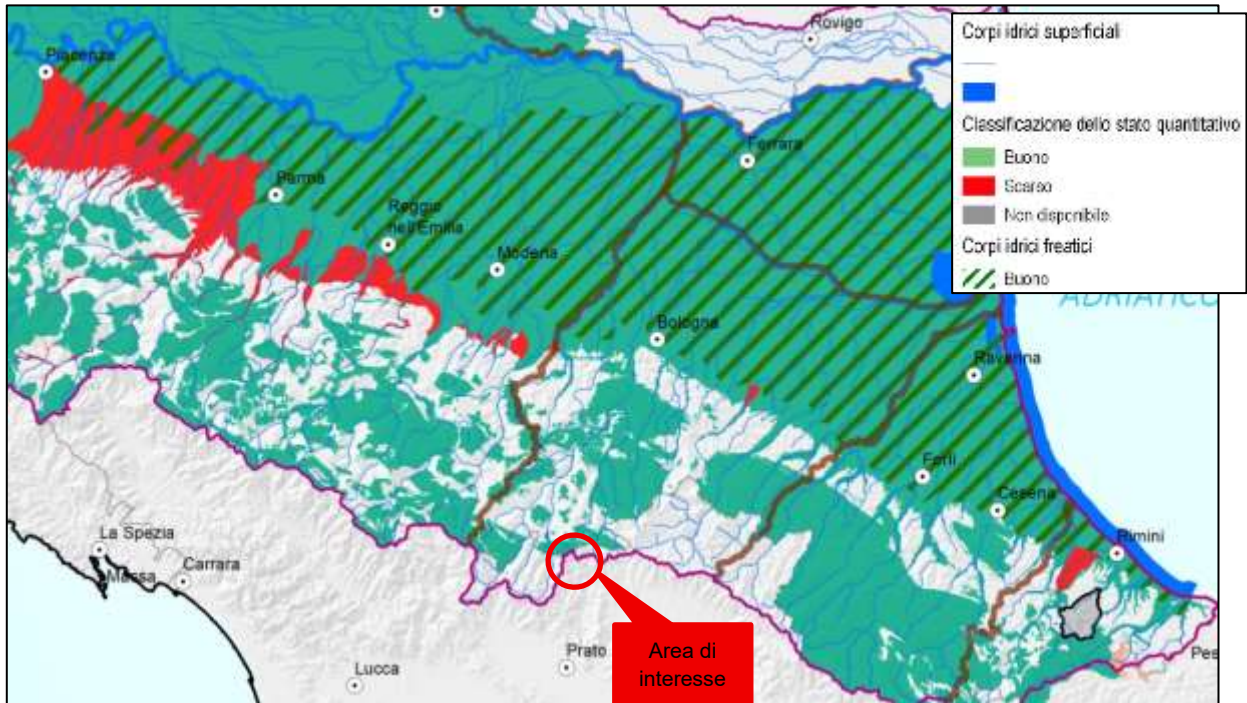 Rovigo
Piacenza
Ferrara
Parma
Reggio
nell'Emilia
Modena
Bologna
ADRIATICO
Ravenna
Forlì
Cesena
Rimini
La Spezia
Massa
Carrara
Prato
Lucca
Area di
interesse
Corpi idrici superficiali
Classificazione dello stato quantitativo
Buono
Scarso
Non disponibile
Corpi idrici freatici
Buono